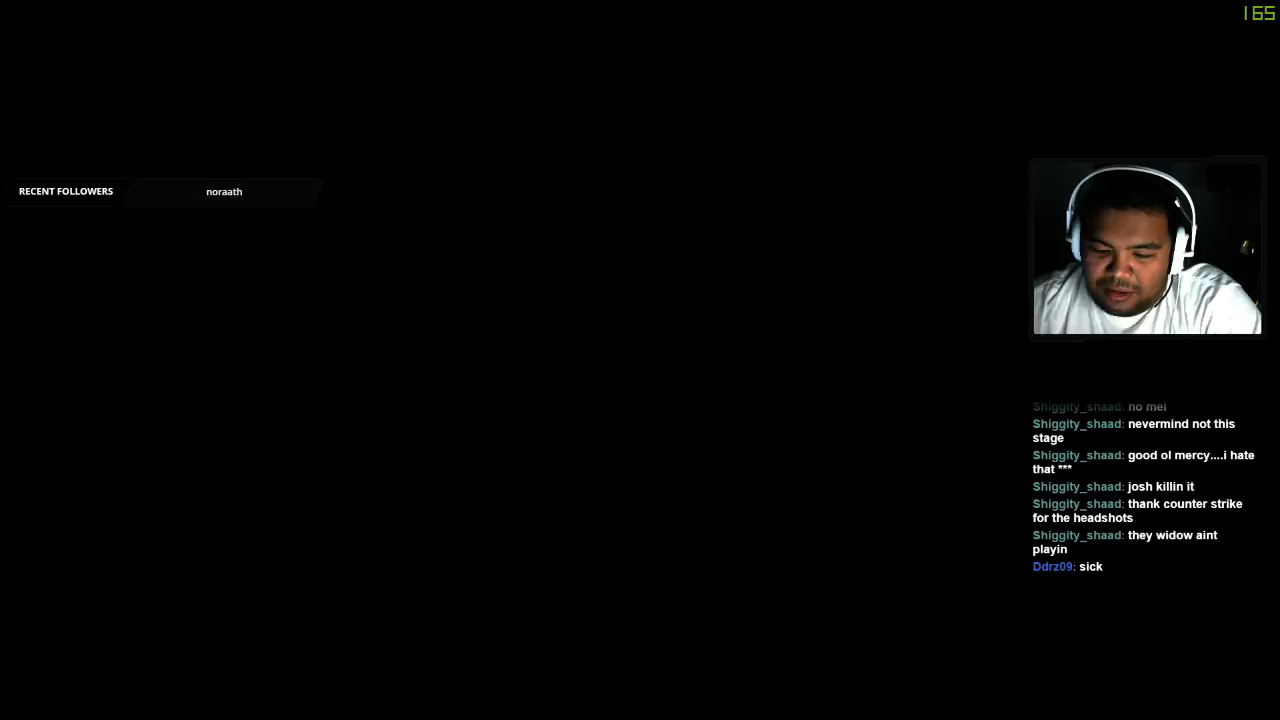 165
RECENT FOLLOWERS noraath
Shiggity_shaad: no mei
Shiggity_shaad: nevermind not this
stage
Shiggity_shaad: good ol mercy....i hate
that ***
Shiggity_shaad: josh killin it
Shiggity_shaad: thank counter strike
for the headshots
Shiggity_shaad: they widow aint
playin
Ddrz09: sick